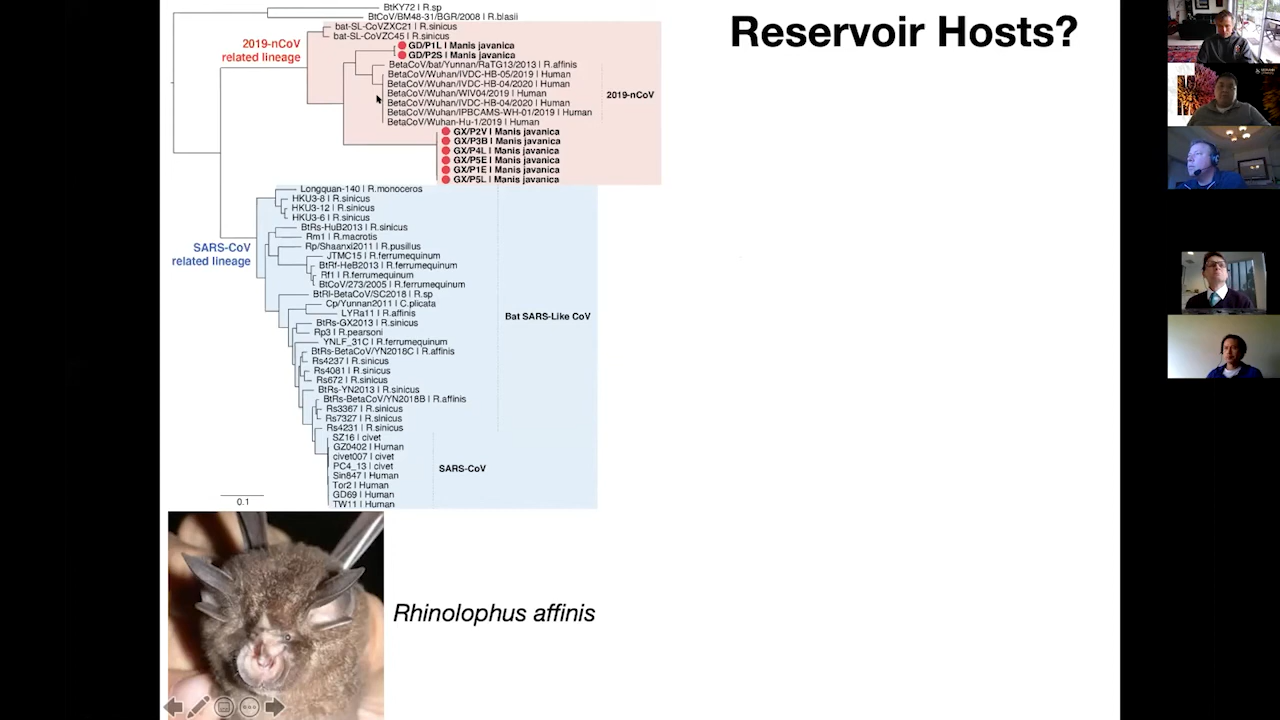 Reservoir Hosts?
BtKY72 | R.sp
BtCoV/BM48-31/BGR/2008 | R.blasii
bat-SL-CoVZXC21 | R.sinicus
bat-SL-CoVZC45 | R.sinicus
2019-nCoV
related lineage
GD/P1L | Manis javanica
GD/P2S | Manis javanica
BetaCoV/bat/Yunnan/RaTG13/2013 | R.affinis
BetaCoV/Wuhan/IVDC-HB-05/2019 | Human
BetaCoV/Wuhan/IVDC-HB-04/2020 | Human
BetaCoV/Wuhan/WIV04/2019 | Human
2019-nCoV
BetaCoV/Wuhan/IVDC-HB-04/2020 | Human
BetaCoV/Wuhan/IPBCAMS-WH-01/2019 | Human
BetaCoV/Wuhan-Hu-1/2019 | Human
GX/P2V | Manis javanica
GX/P3B | Manis javanica
GX/P4L | Manis javanica
GX/P5E | Manis javanica
GX/P1E | Manis javanica
GX/P5L | Manis javanica
Longquan-140 | R.monoceros
HKU3-8 | R.sinicus
HKU3-12 | R.sinicus
HKU3-6 | R.sinicus
BtRs-HuB2013 | R.sinicus
Rm1 | R.macrotis
SARS-CoV
related lineage
Rp/Shaanxi2011 | R.pusillus
JTMC15 | R.ferrumequinum
BtRf-HeB2013 | R.ferrumequinum
Rf1 | R.ferrumequinum
BtCoV/273/2005 | R.ferrumequinum
BtRl-BetaCoV/SC2018 | R.sp
Cp/Yunnan2011 | C.plicata
LYRa11 | R.affinis
Bat SARS-Like CoV
BtRs-GX2013 | R.sinicus
Rp3 | R.pearsoni
YNLF_31C | R.ferrumequinum
BtRs-BetaCoV/YN2018C | R.affinis
Rs4237 | R.sinicus
Rs4081 | R.sinicus
Rs672 | R.sinicus
BtRs-YN2013 | R.sinicus
BtRs-BetaCoV/YN2018B | R.affinis
Rs3367 | R.sinicus
Rs7327 | R.sinicus
Rs4231 | R.sinicus
SZ16 | civet
GZ0402 | Human
civet007 | civet
PC4_13 | civet
SARS-CoV
Sin847 | Human
Tor2 | Human
GD69 | Human
TW11 | Human
0.1
Rhinolophus affinis